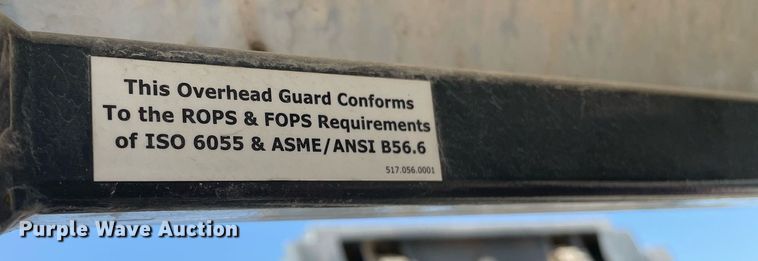 This Overhead Guard Conforms
To the ROPS & FOPS Requirements
of ISO 6055 & ASME/ANSI B56.6
517.056.0001
Purple Wave Auction